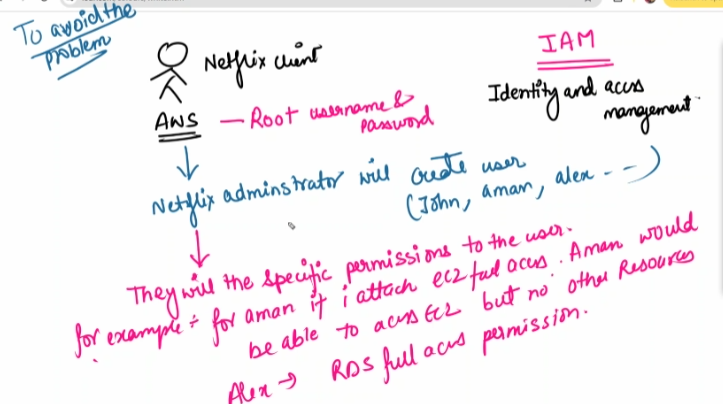 To avoid the
problem
Netflix client
AWS — Root username &
password
IAM
Identity and access
management
Netflix adminstrator will create user
(John, aman, alex - - )
They will the specific permissions to the user.
for example ÷ for aman if i attach ec2 full access. Aman would
be able to access Ec2 but no other Resources
Alex → RDS full access permission.